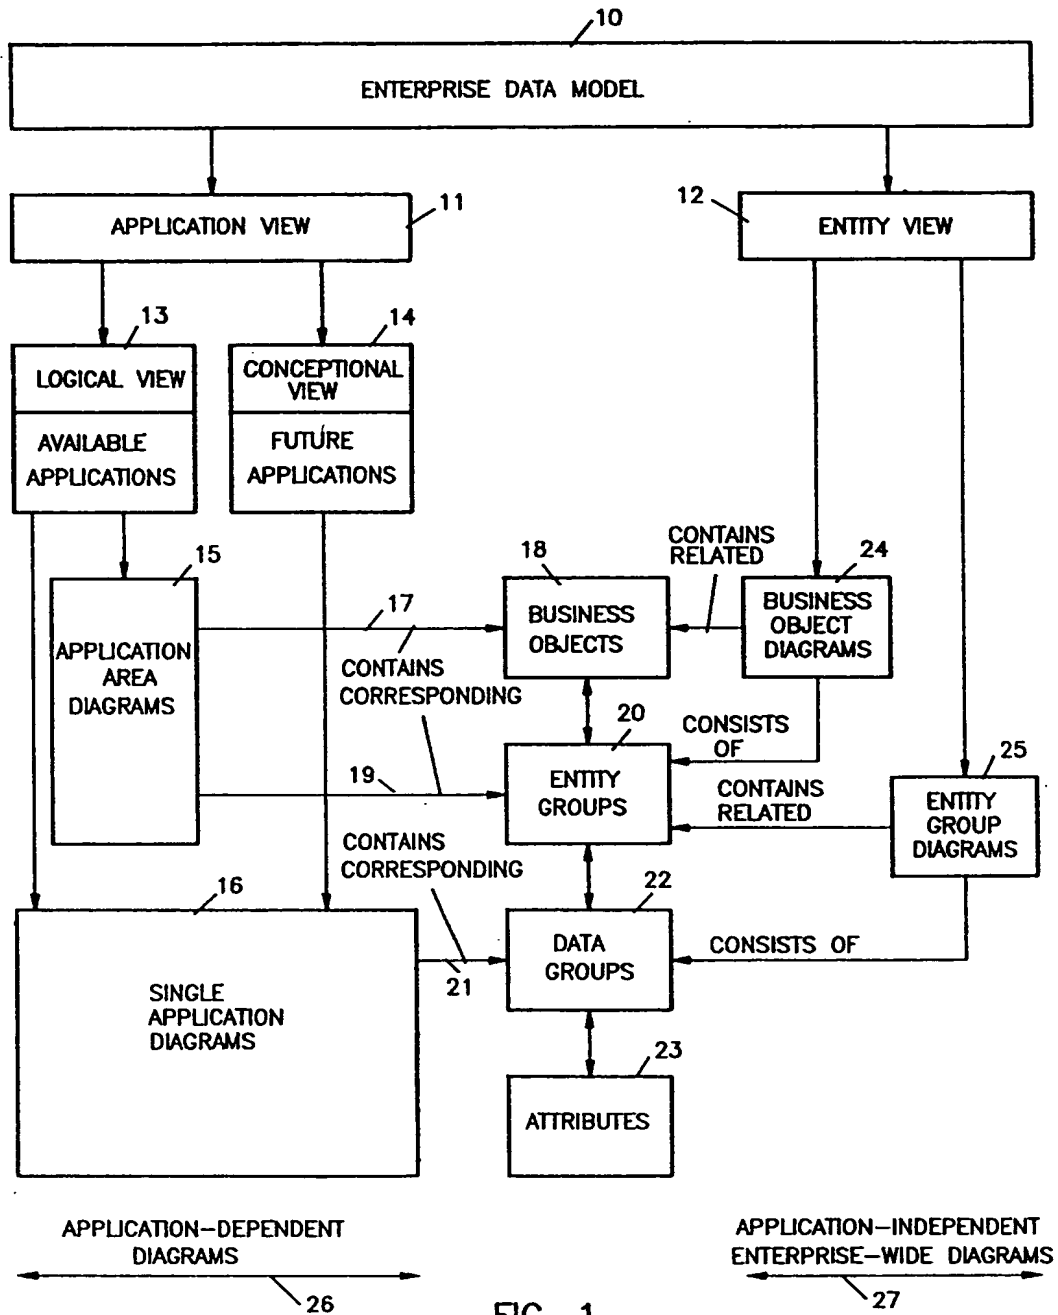 10
ENTERPRISE DATA MODEL
11
APPLICATION VIEW
12
ENTITY VIEW
13
LOGICAL VIEW
AVAILABLE
APPLICATIONS
14
CONCEPTIONAL
VIEW
FUTURE
APPLICATIONS
15
APPLICATION
AREA
DIAGRAMS
17
CONTAINS
CORRESPONDING
18
BUSINESS
OBJECTS
CONTAINS
RELATED
24
BUSINESS
OBJECT
DIAGRAMS
19
20
ENTITY
GROUPS
CONSISTS
OF
CONTAINS
RELATED
25
ENTITY
GROUP
DIAGRAMS
CONTAINS
CORRESPONDING
16
SINGLE
APPLICATION
DIAGRAMS
21
22
DATA
GROUPS
CONSISTS OF
23
ATTRIBUTES
APPLICATION-DEPENDENT
DIAGRAMS
26
APPLICATION-INDEPENDENT
ENTERPRISE-WIDE DIAGRAMS
27
FIG. 1